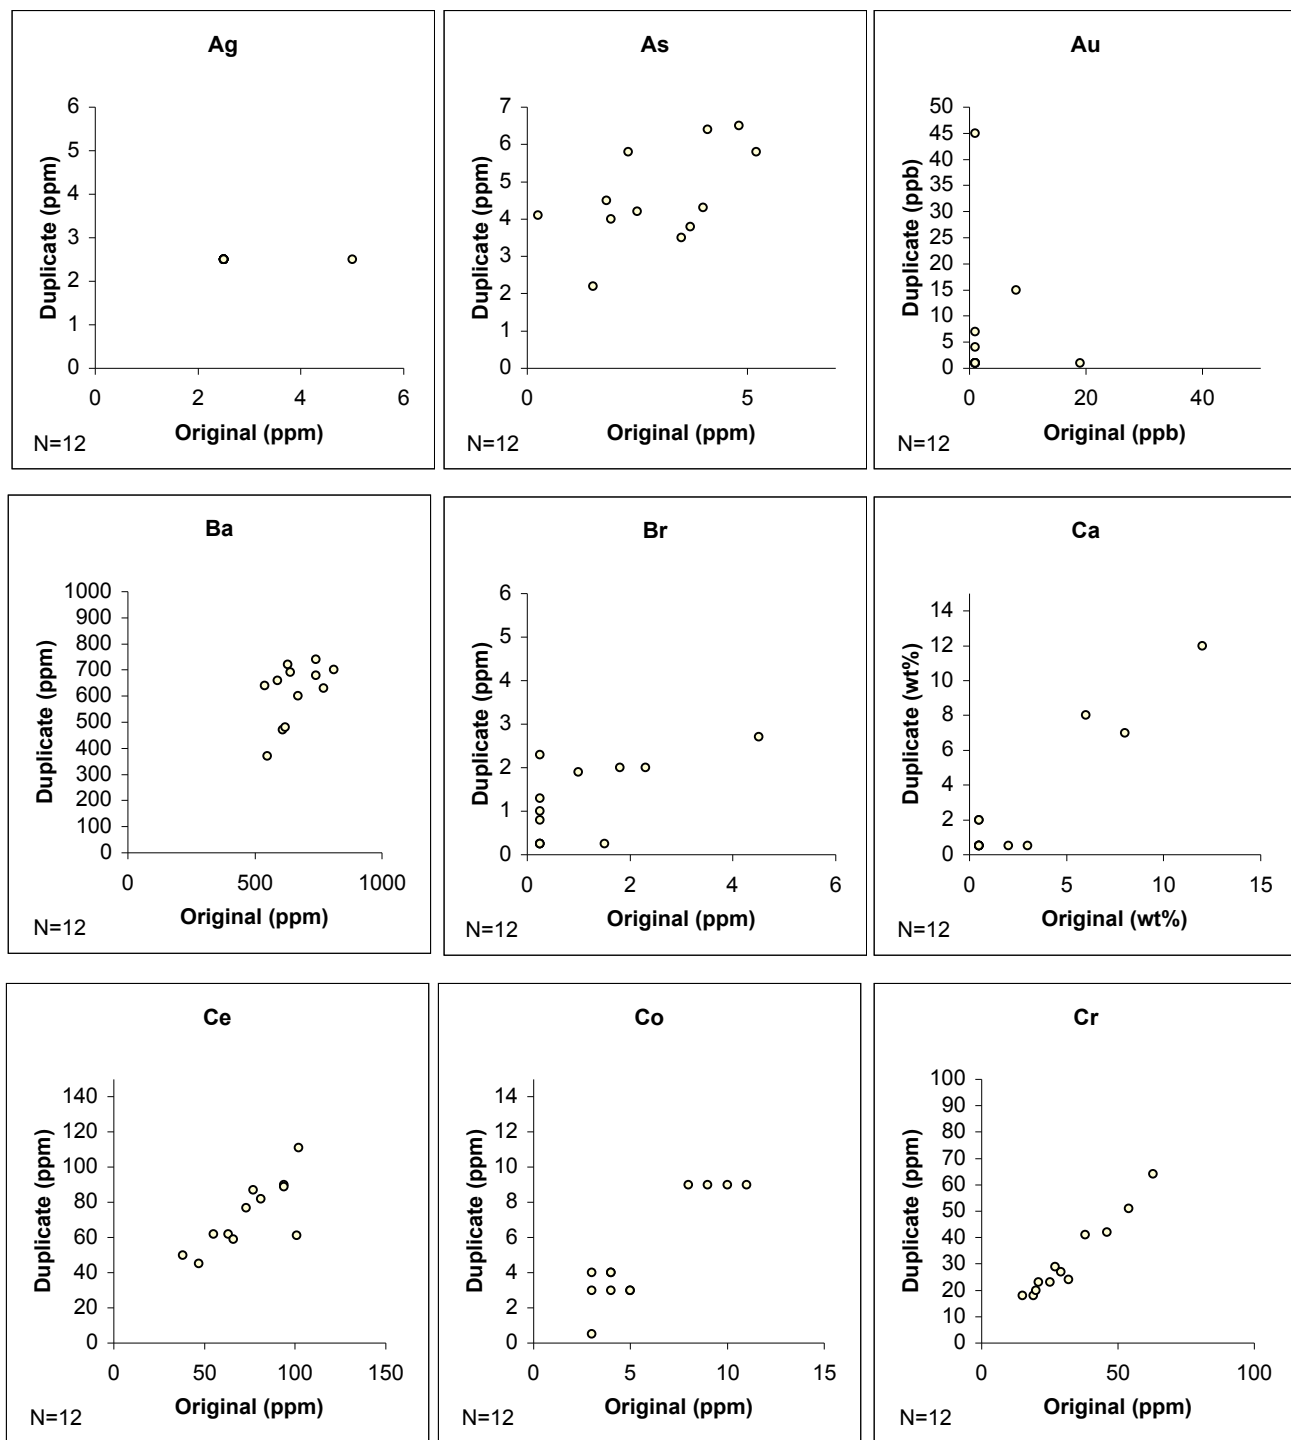 Ag
6
5
4
3
2
1
0
Duplicate (ppm)
0 2 4 6
Original (ppm)
N=12
As
7
6
5
4
3
2
1
0
Duplicate (ppm)
0 5
Original (ppm)
N=12
Au
50
45
40
35
30
25
20
15
10
5
0
Duplicate (ppb)
0 20 40
Original (ppb)
N=12
Ba
1000
900
800
700
600
500
400
300
200
100
0
Duplicate (ppm)
0 500 1000
Original (ppm)
N=12
Br
6
5
4
3
2
1
0
Duplicate (ppm)
0 2 4 6
Original (ppm)
N=12
Ca
14
12
10
8
6
4
2
0
Duplicate (wt%)
0 5 10 15
Original (wt%)
N=12
Ce
140
120
100
80
60
40
20
0
Duplicate (ppm)
0 50 100 150
Original (ppm)
N=12
Co
14
12
10
8
6
4
2
0
Duplicate (ppm)
0 5 10 15
Original (ppm)
N=12
Cr
100
90
80
70
60
50
40
30
20
10
0
Duplicate (ppm)
0 50 100
Original (ppm)
N=12